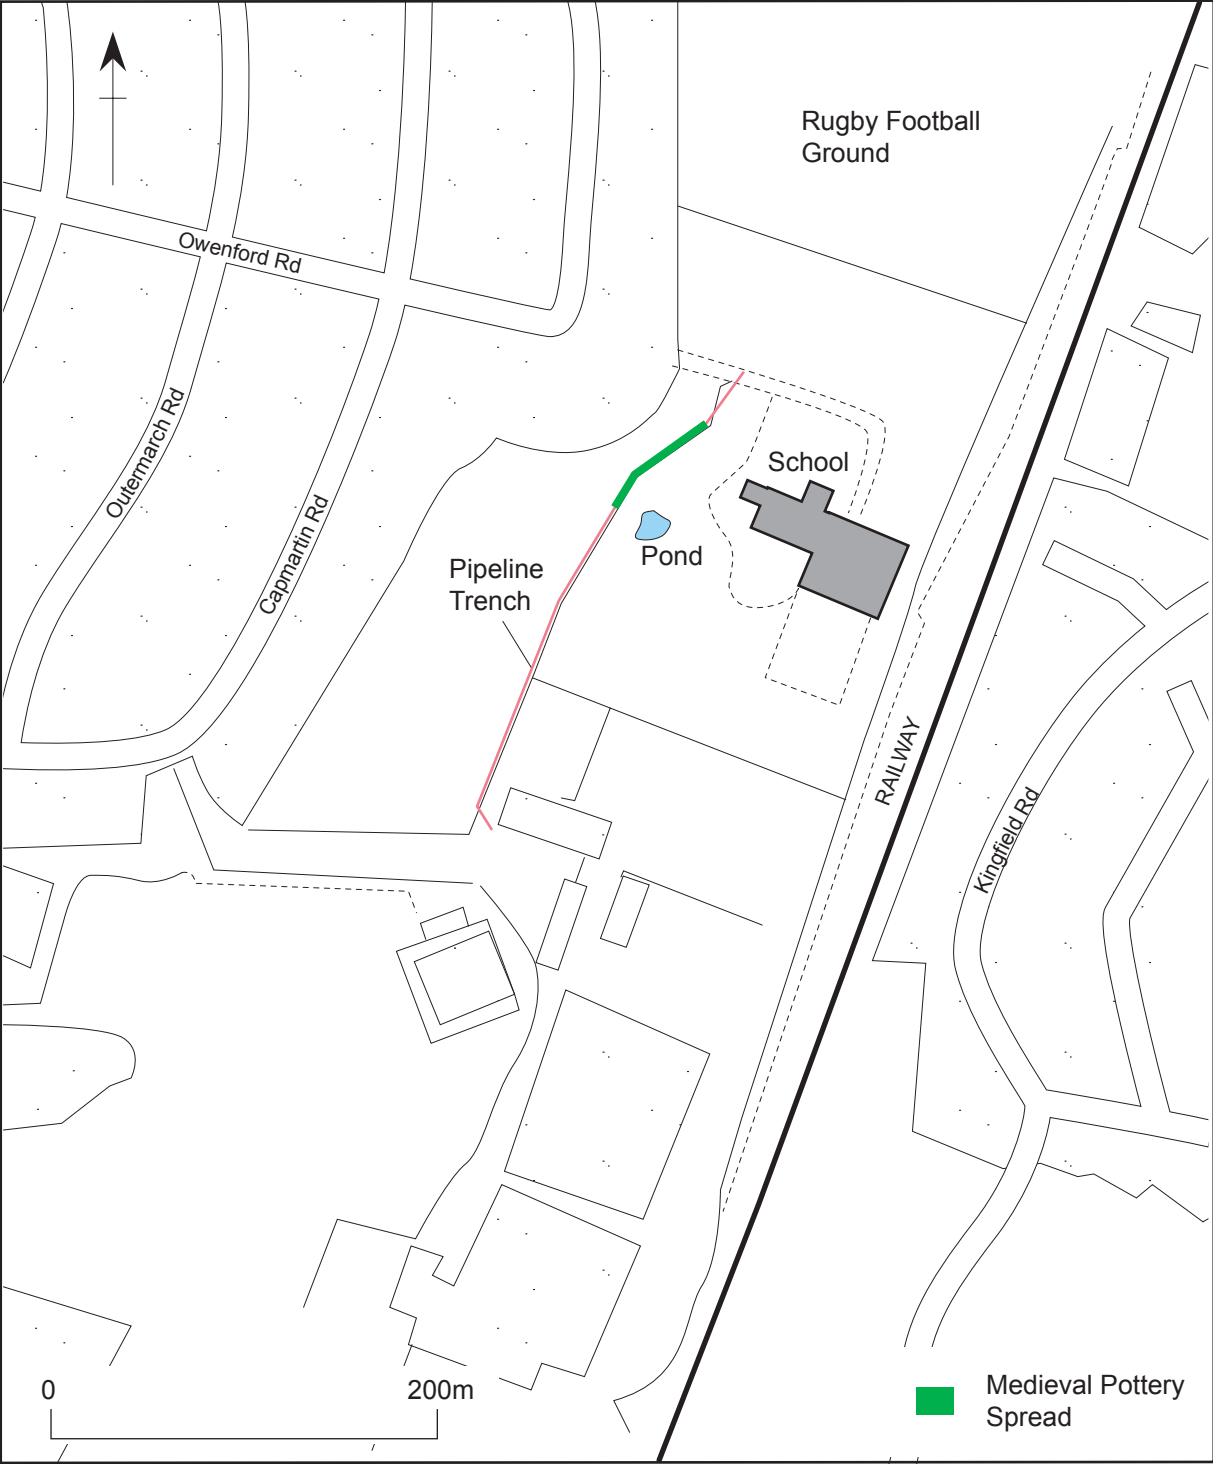 Rugby Football
Ground
Owenford Rd
Outermarch Rd
Capmartin Rd
School
Pond
Pipeline
Trench
RAILWAY
Kingfield Rd
0
200m
Medieval Pottery
Spread